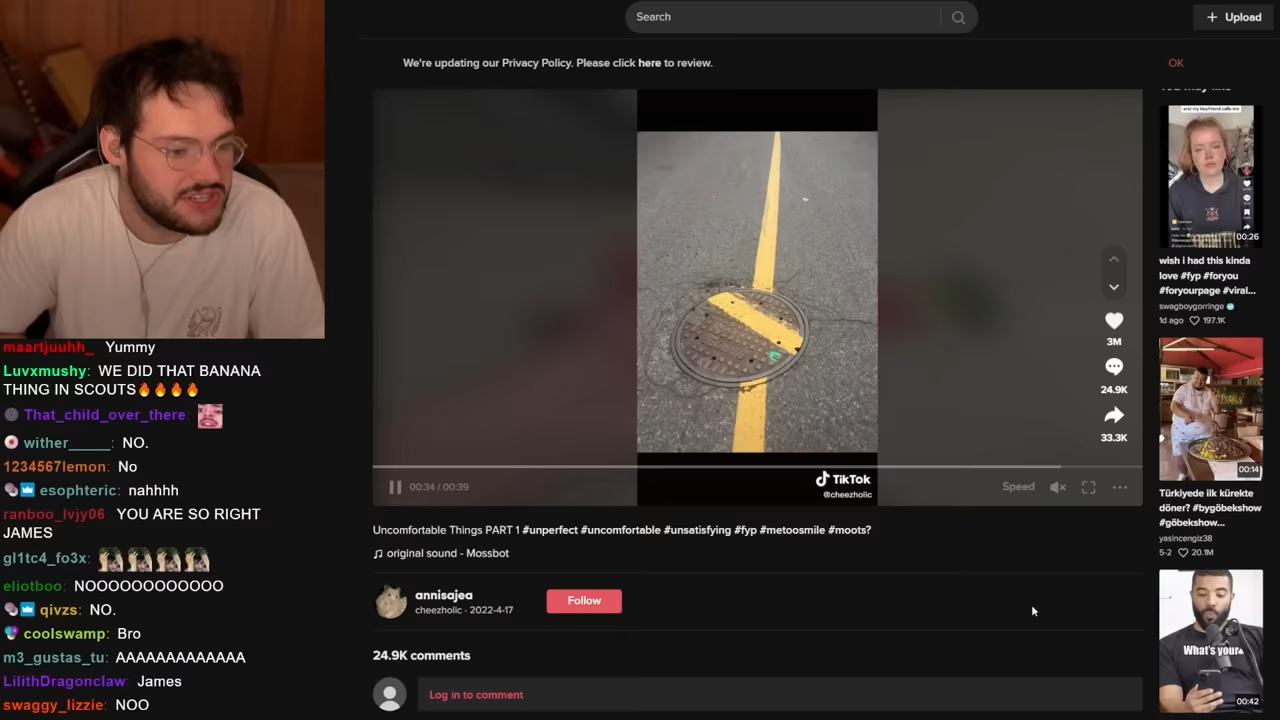 Search
Upload
We're updating our Privacy Policy. Please click here to review.
OK
and my boyfriend calls me
00:26
wish i had this kinda
love #fyp #foryou
#foryourpage #viral...
swagboygorringe
1d ago 197.1K
3M
24.9K
33.3K
00:34 / 00:39
TikTok
@cheezholic
Speed
Uncomfortable Things PART 1 #unperfect #uncomfortable #unsatisfying #fyp #metoosmile #moots?
original sound - Mossbot
annisajea
cheezholic · 2022-4-17
Follow
24.9K comments
Log in to comment
00:14
Türkiyede ilk kürekte
döner? #bygöbekshow
#göbekshow...
yasincengiz38
5-2 20.1M
What's your
00:42
maartjuuhh_ Yummy
Luvxmushy: WE DID THAT BANANA
THING IN SCOUTS🔥🔥🔥🔥
That_child_over_there:
wither_____: NO.
1234567lemon: No
esophteric: nahhhh
ranboo_lvjy06: YOU ARE SO RIGHT
JAMES
gl1tc4_fo3x:
eliotboo: NOOOOOOOOOOOO
qivzs: NO.
coolswamp: Bro
m3_gustas_tu: AAAAAAAAAAAAA
LilithDragonclaw: James
swaggy_lizzie: NOO